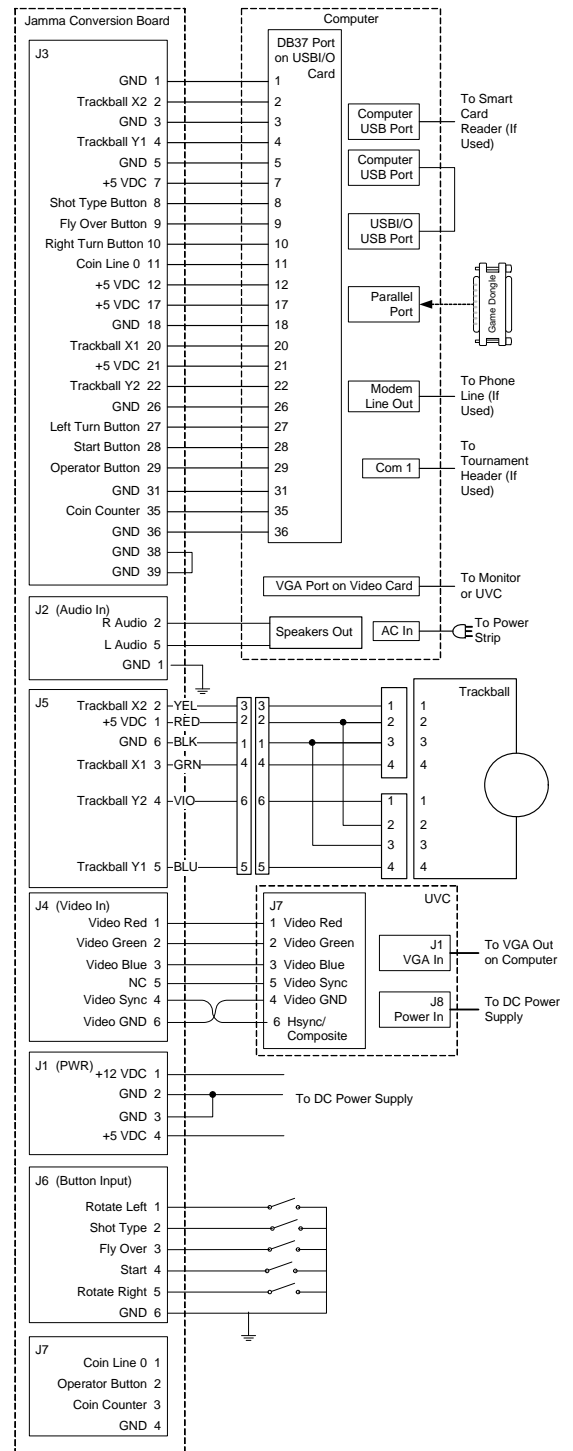 Jamma Conversion Board
J3
GND 1
Trackball X2 2
GND 3
Trackball Y1 4
GND 5
+5 VDC 7
Shot Type Button 8
Fly Over Button 9
Right Turn Button 10
Coin Line 0 11
+5 VDC 12
+5 VDC 17
GND 18
Trackball X1 20
+5 VDC 21
Trackball Y2 22
GND 26
Left Turn Button 27
Start Button 28
Operator Button 29
GND 31
Coin Counter 35
GND 36
GND 38
GND 39
Computer
DB37 Port
on USBI/O
Card
1
2
3
4
5
7
8
9
10
11
12
17
18
20
21
22
26
27
28
29
31
35
36
Computer
USB Port
To Smart
Card
Reader (If
Used)
Computer
USB Port
USBI/O
USB Port
Parallel
Port
Game Dongle
Modem
Line Out
To Phone
Line (If
Used)
Com 1
To
Tournament
Header (If
Used)
VGA Port on Video Card
To Monitor
or UVC
Speakers Out
AC In
To Power
Strip
J2 (Audio In)
R Audio 2
L Audio 5
GND 1
J5
Trackball X2 2 YEL 3 3 1 1
+5 VDC 1 RED 2 2 2 2
GND 6 BLK 1 1 3 3
Trackball X1 3 GRN 4 4 4 4
Trackball Y2 4 VIO 6 6 1 1
2 2
3 3
Trackball Y1 5 BLU 5 5 4 4
Trackball
J4 (Video In)
Video Red 1
Video Green 2
Video Blue 3
NC 5
Video Sync 4
Video GND 6
UVC
J7
1 Video Red
2 Video Green
3 Video Blue
5 Video Sync
4 Video GND
6 Hsync/
Composite
J1
VGA In
To VGA Out
on Computer
J8
Power In
To DC Power
Supply
J1 (PWR)
+12 VDC 1
GND 2
GND 3
+5 VDC 4
To DC Power Supply
J6 (Button Input)
Rotate Left 1
Shot Type 2
Fly Over 3
Start 4
Rotate Right 5
GND 6
J7
Coin Line 0 1
Operator Button 2
Coin Counter 3
GND 4